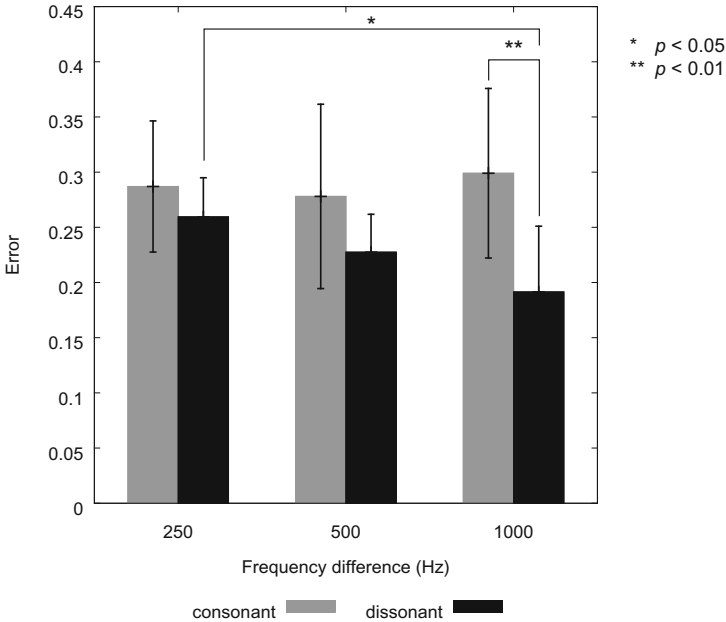 0.45
0.4
0.35
0.3
0.25
0.2
0.15
0.1
0.05
0
Error
*
**
* p < 0.05
** p < 0.01
250 500 1000
Frequency difference (Hz)
consonant dissonant